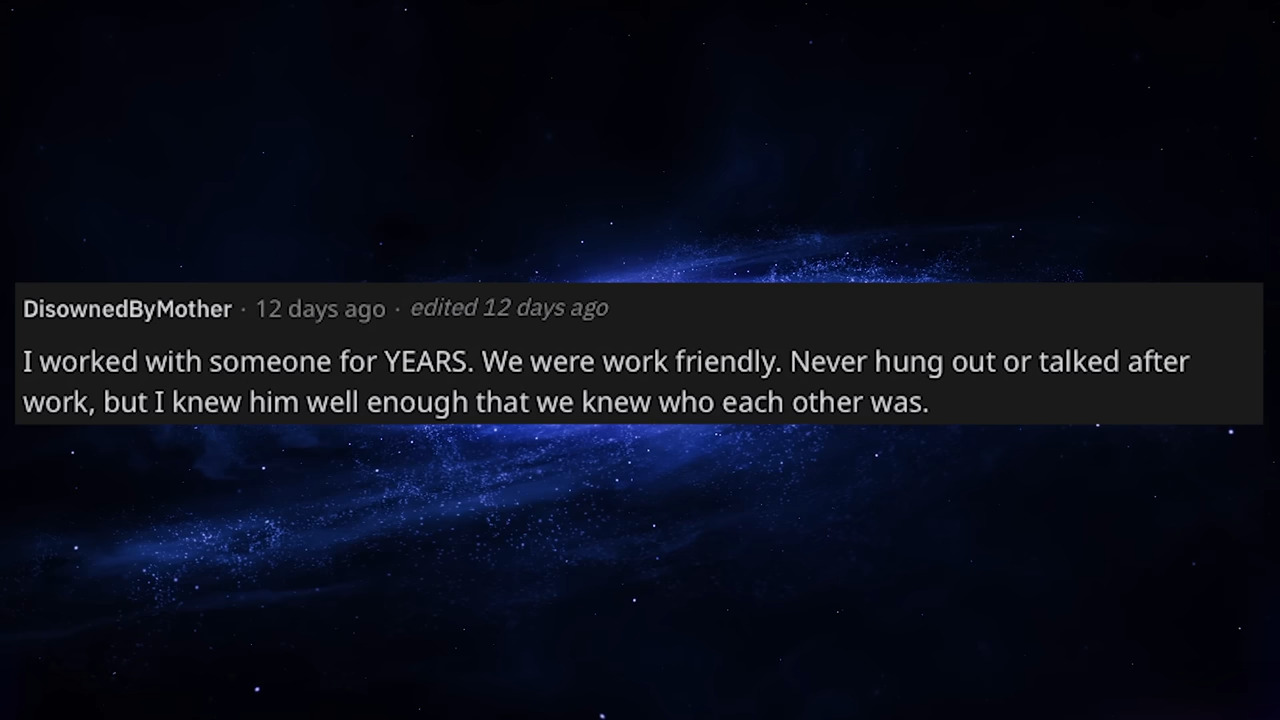 DisownedByMother · 12 days ago · edited 12 days ago
I worked with someone for YEARS. We were work friendly. Never hung out or talked after
work, but I knew him well enough that we knew who each other was.